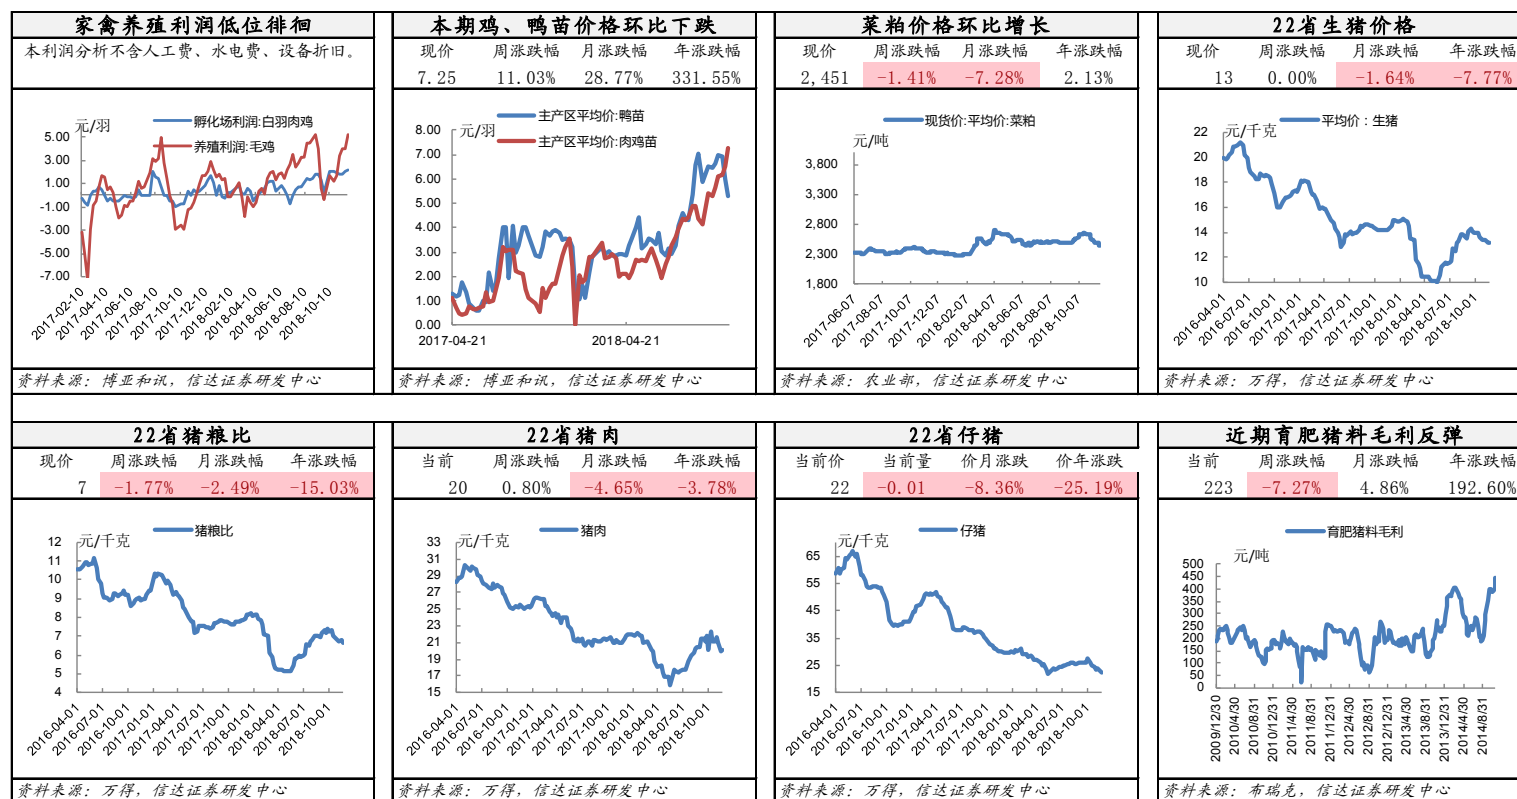 家禽养殖利润低位徘徊
本利润分析不含人工费、水电费、设备折旧。
元/羽
孵化场利润:白羽肉鸡
养殖利润:毛鸡
5.00
3.00
1.00
-1.00
-3.00
-5.00
-7.00
2017-02-10
2017-04-10
2017-06-10
2017-08-10
2017-10-10
2017-12-10
2018-02-10
2018-04-10
2018-06-10
2018-08-10
2018-10-10
资料来源：博亚和讯，信达证券研发中心
本期鸡、鸭苗价格环比下跌
现价 周涨跌幅 月涨跌幅 年涨跌幅
7.25 11.03% 28.77% 331.55%
主产区平均价:鸭苗
主产区平均价:肉鸡苗
元/羽
8.00
7.00
6.00
5.00
4.00
3.00
2.00
1.00
0.00
2017-04-21
2018-04-21
资料来源：博亚和讯，信达证券研发中心
菜粕价格环比增长
现价 周涨跌幅 月涨跌幅 年涨跌幅
2,451 -1.41% -7.28% 2.13%
现货价:平均价:菜粕
元/吨
3,800
3,300
2,800
2,300
1,800
2017-06-07
2017-08-07
2017-10-07
2017-12-07
2018-02-07
2018-04-07
2018-06-07
2018-08-07
2018-10-07
资料来源：农业部，信达证券研发中心
22省生猪价格
现价 周涨跌幅 月涨跌幅 年涨跌幅
13 0.00% -1.64% -7.77%
元/千克
平均价：生猪
22
20
18
16
14
12
10
2016-04-01
2016-07-01
2016-10-01
2017-01-01
2017-04-01
2017-07-01
2017-10-01
2018-01-01
2018-04-01
2018-07-01
2018-10-01
资料来源：万得，信达证券研发中心
22省猪粮比
现价 周涨跌幅 月涨跌幅 年涨跌幅
7 -1.77% -2.49% -15.03%
猪粮比
元/千克
12
11
10
9
8
7
6
5
4
2016-04-01
2016-07-01
2016-10-01
2017-01-01
2017-04-01
2017-07-01
2017-10-01
2018-01-01
2018-04-01
2018-07-01
2018-10-01
资料来源：万得，信达证券研发中心
22省猪肉
当前 周涨跌幅 月涨跌幅 年涨跌幅
20 0.80% -4.65% -3.78%
猪肉
元/千克
33
31
29
27
25
23
21
19
17
15
2016-04-01
2016-07-01
2016-10-01
2017-01-01
2017-04-01
2017-07-01
2017-10-01
2018-01-01
2018-04-01
2018-07-01
2018-10-01
资料来源：万得，信达证券研发中心
22省仔猪
当前价 当前量 价月涨跌 价年涨跌
22 -0.01 -8.36% -25.19%
仔猪
元/千克
65
55
45
35
25
15
2016-04-01
2016-07-01
2016-10-01
2017-01-01
2017-04-01
2017-07-01
2017-10-01
2018-01-01
2018-04-01
2018-07-01
2018-10-01
资料来源：万得，信达证券研发中心
近期育肥猪料毛利反弹
当前 周涨跌幅 月涨跌幅 年涨跌幅
223 -7.27% 4.86% 192.60%
育肥猪料毛利
元/吨
500
450
400
350
300
250
200
150
100
50
0
2009/12/30
2010/4/30
2010/8/31
2010/12/31
2011/4/30
2011/8/31
2011/12/31
2012/4/30
2012/8/31
2012/12/31
2013/4/30
2013/8/31
2013/12/31
2014/4/30
2014/8/31
资料来源：布瑞克，信达证券研发中心